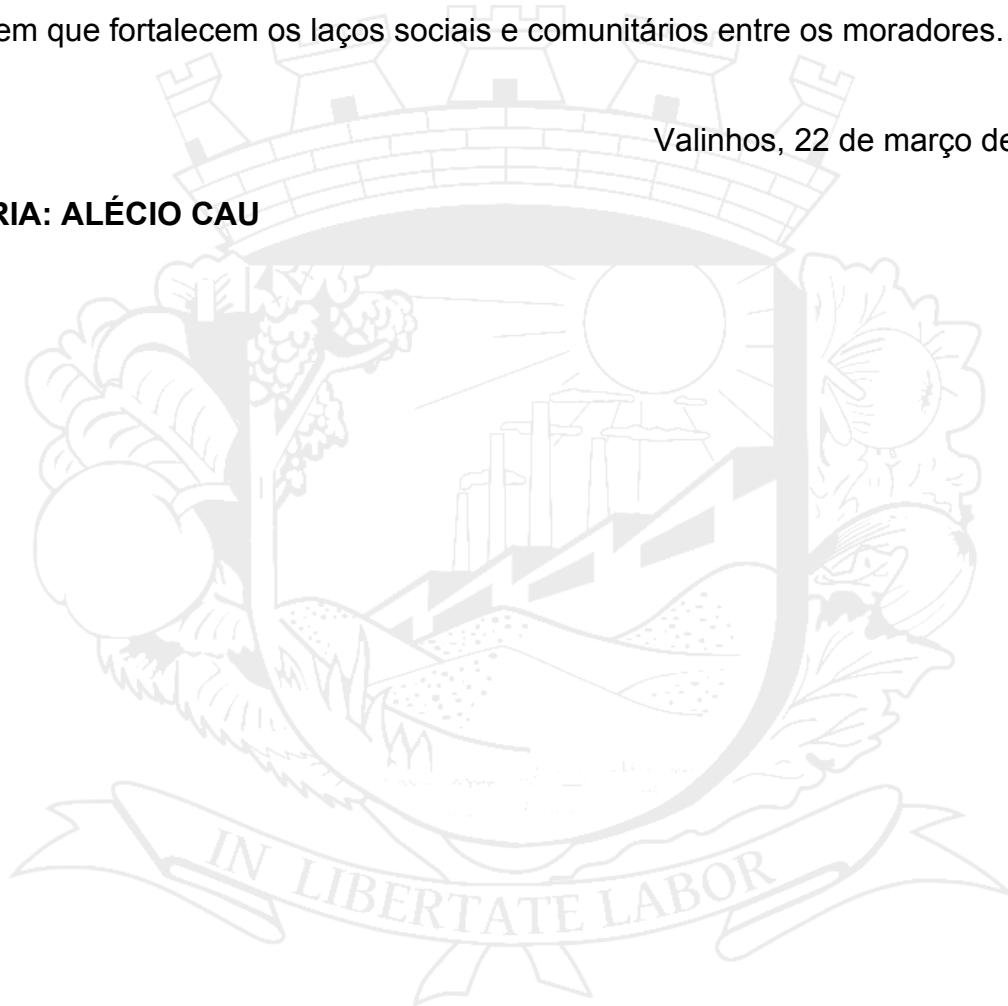 em que fortalecem os laços sociais e comunitários entre os moradores.
Valinhos, 22 de março de
RIA: ALÉCIO CAU
IN LIBERTATE LABOR